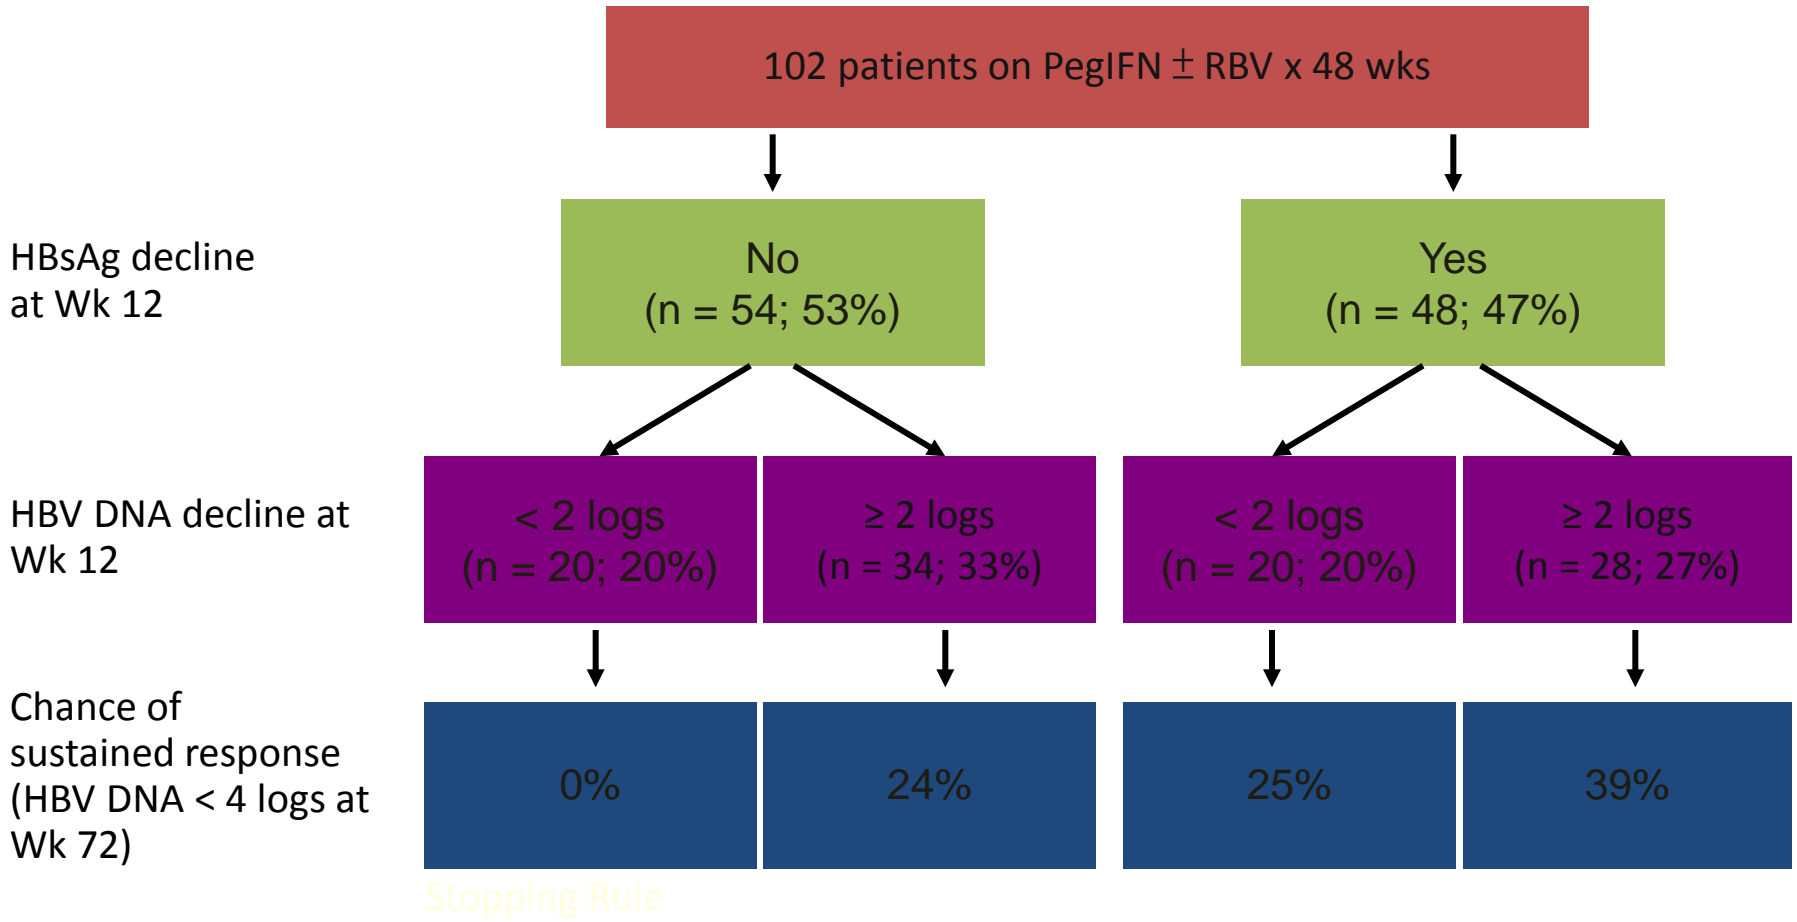 102 patients on PegIFN ± RBV x 48 wks
HBsAg decline
at Wk 12
No
(n = 54; 53%)
Yes
(n = 48; 47%)
HBV DNA decline at
Wk 12
< 2 logs
(n = 20; 20%)
≥ 2 logs
(n = 34; 33%)
< 2 logs
(n = 20; 20%)
≥ 2 logs
(n = 28; 27%)
Chance of
sustained response
(HBV DNA < 4 logs at
Wk 72)
0%
24%
25%
39%
Stopping Rule